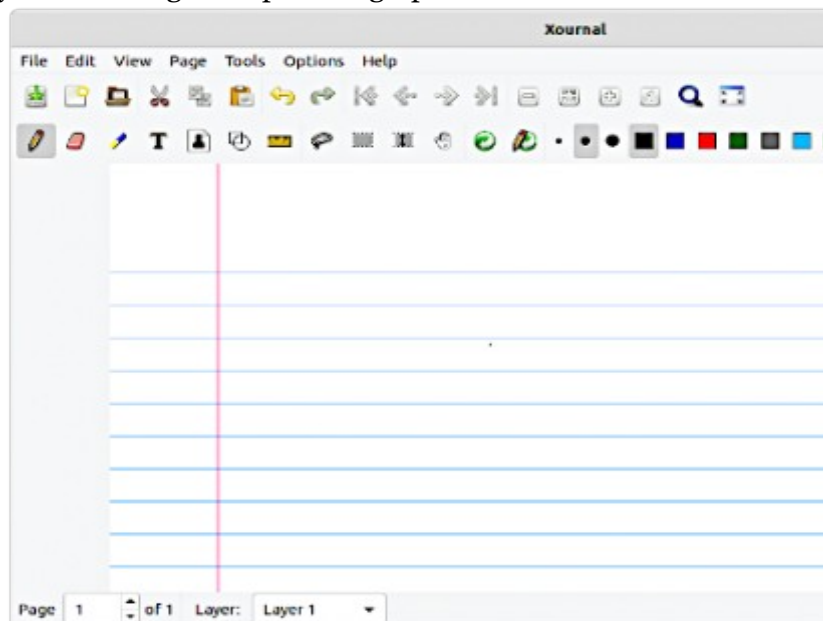 Xournal
File Edit View Page Tools Options Help
T
Page 1 of 1 Layer: Layer 1